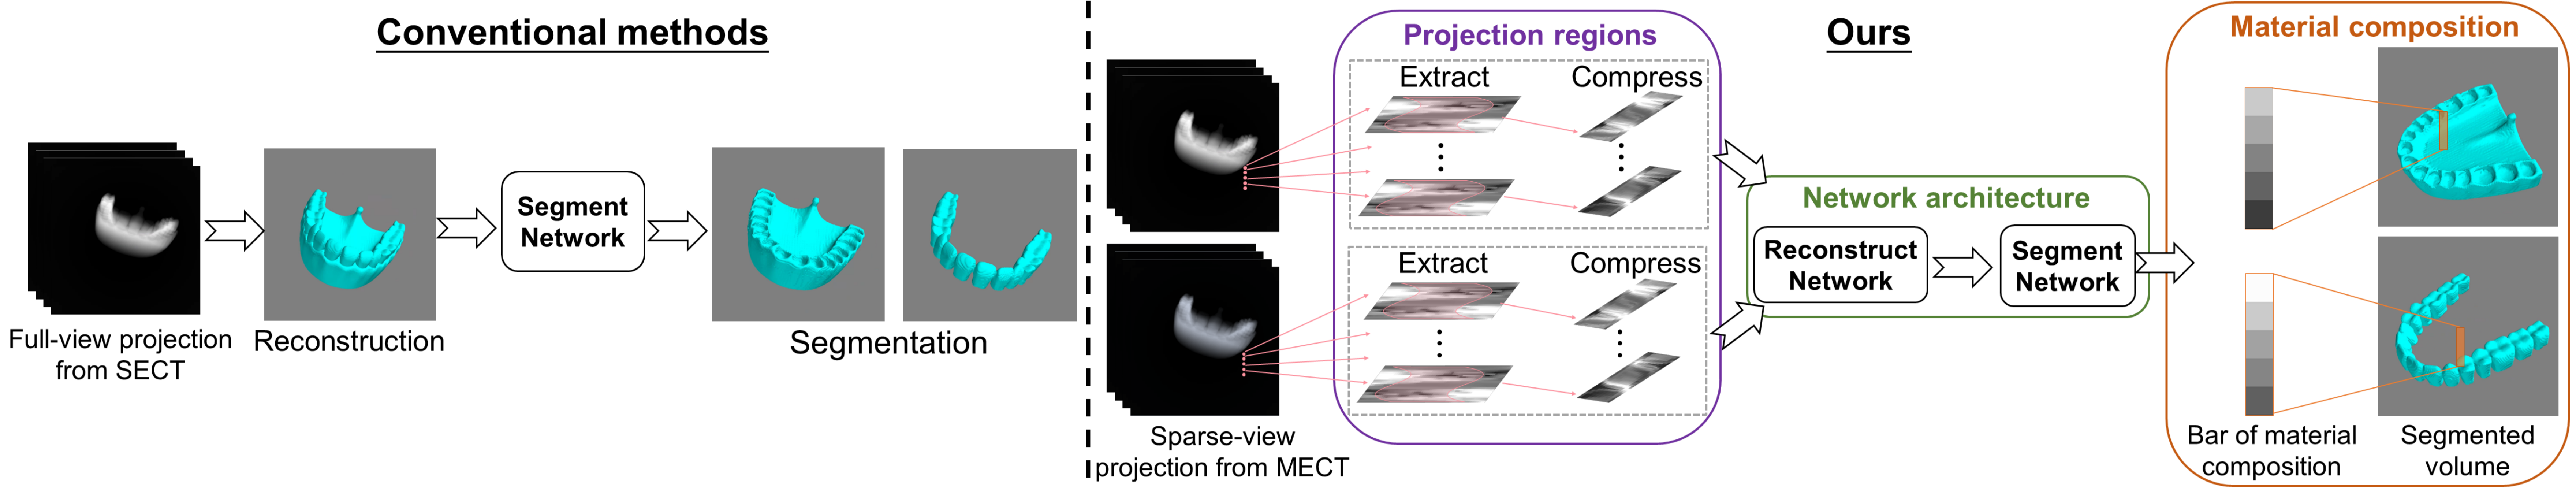 Conventional methods
Full-view projection
from SECT
Reconstruction
Segment
Network
Segmentation
Ours
Sparse-view
projection from MECT
Projection regions
Extract
Compress
Extract
Compress
Network architecture
Reconstruct
Network
Segment
Network
Material composition
Bar of material
composition
Segmented
volume